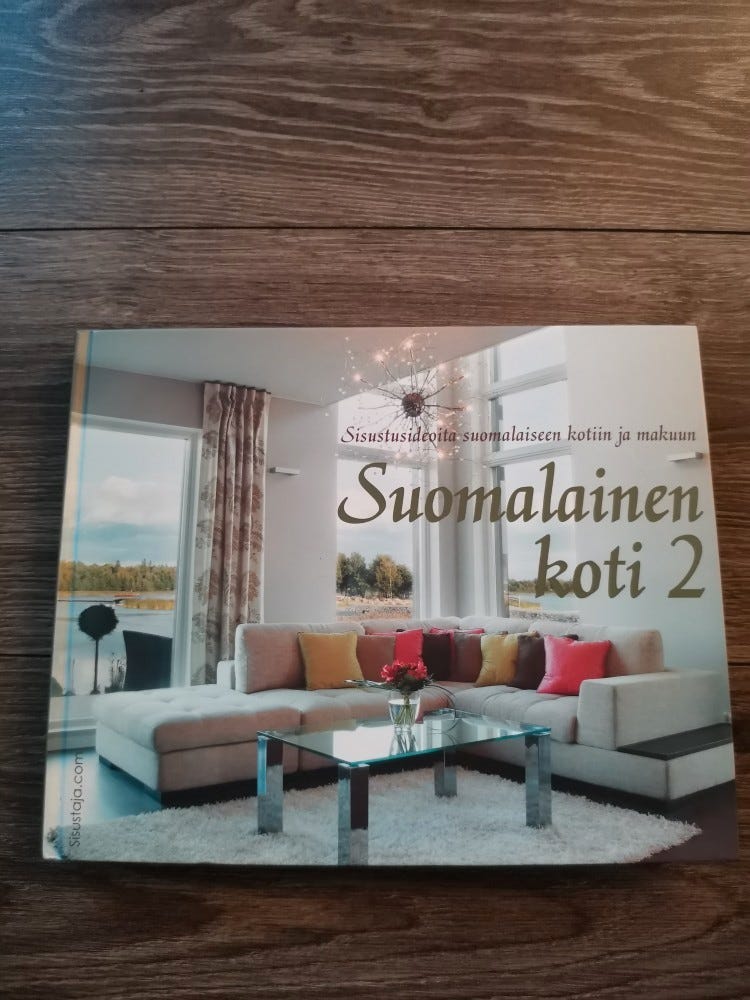 Sisustusideoita suomalaiseen kotiin ja makuun
Suomalainen
koti 2
Sisustaja.com